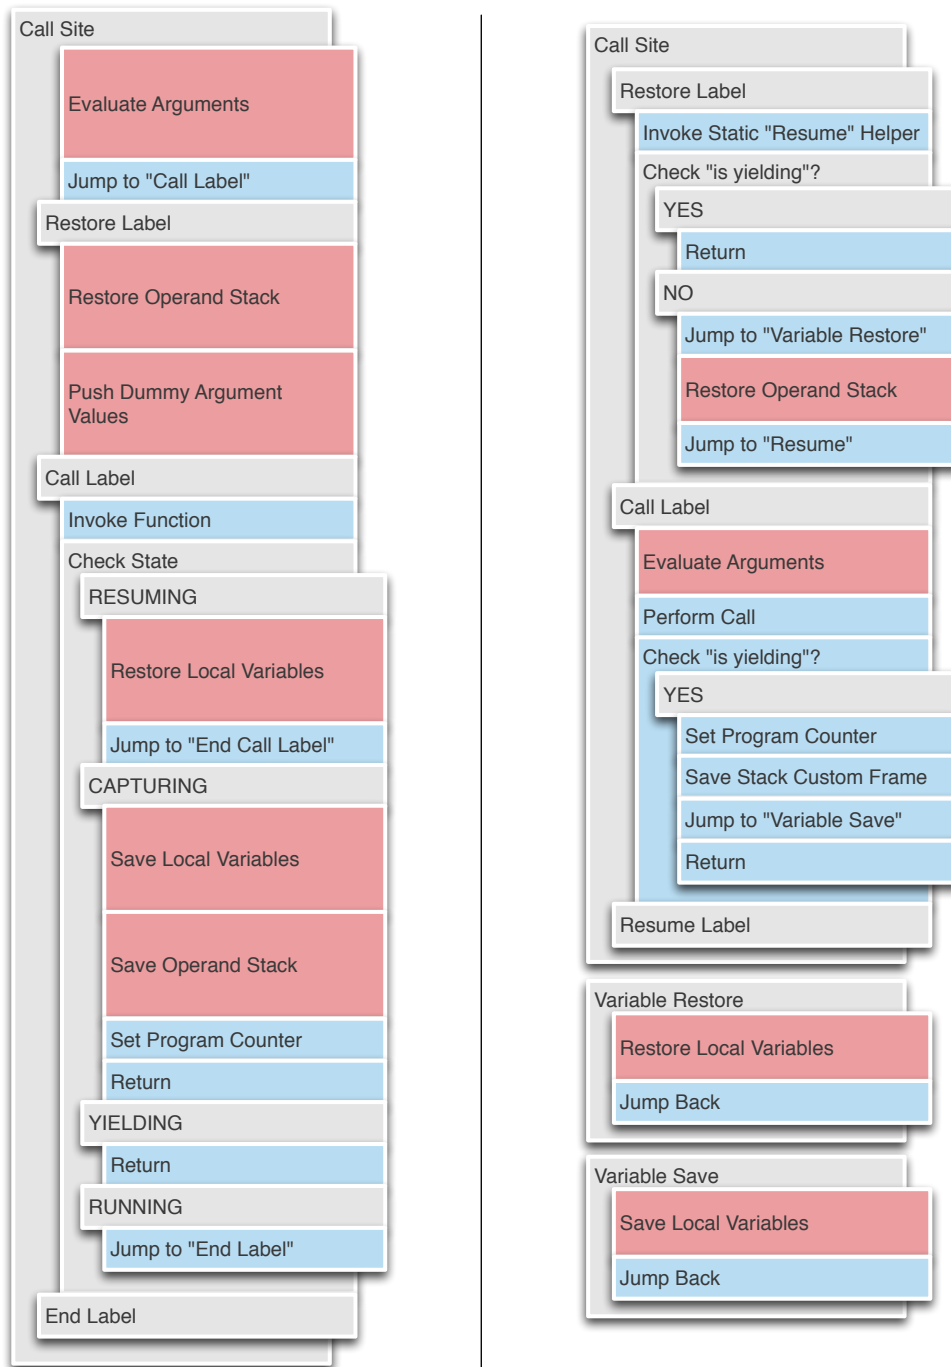 Call Site
Evaluate Arguments
Jump to "Call Label"
Restore Label
Restore Operand Stack
Push Dummy Argument
Values
Call Label
Invoke Function
Check State
RESUMING
Restore Local Variables
Jump to "End Call Label"
CAPTURING
Save Local Variables
Save Operand Stack
Set Program Counter
Return
YIELDING
Return
RUNNING
Jump to "End Label"
End Label
Call Site
Restore Label
Invoke Static "Resume" Helper
Check "is yielding"?
YES
Return
NO
Jump to "Variable Restore"
Restore Operand Stack
Jump to "Resume"
Call Label
Evaluate Arguments
Perform Call
Check "is yielding"?
YES
Set Program Counter
Save Stack Custom Frame
Jump to "Variable Save"
Return
Resume Label
Variable Restore
Restore Local Variables
Jump Back
Variable Save
Save Local Variables
Jump Back